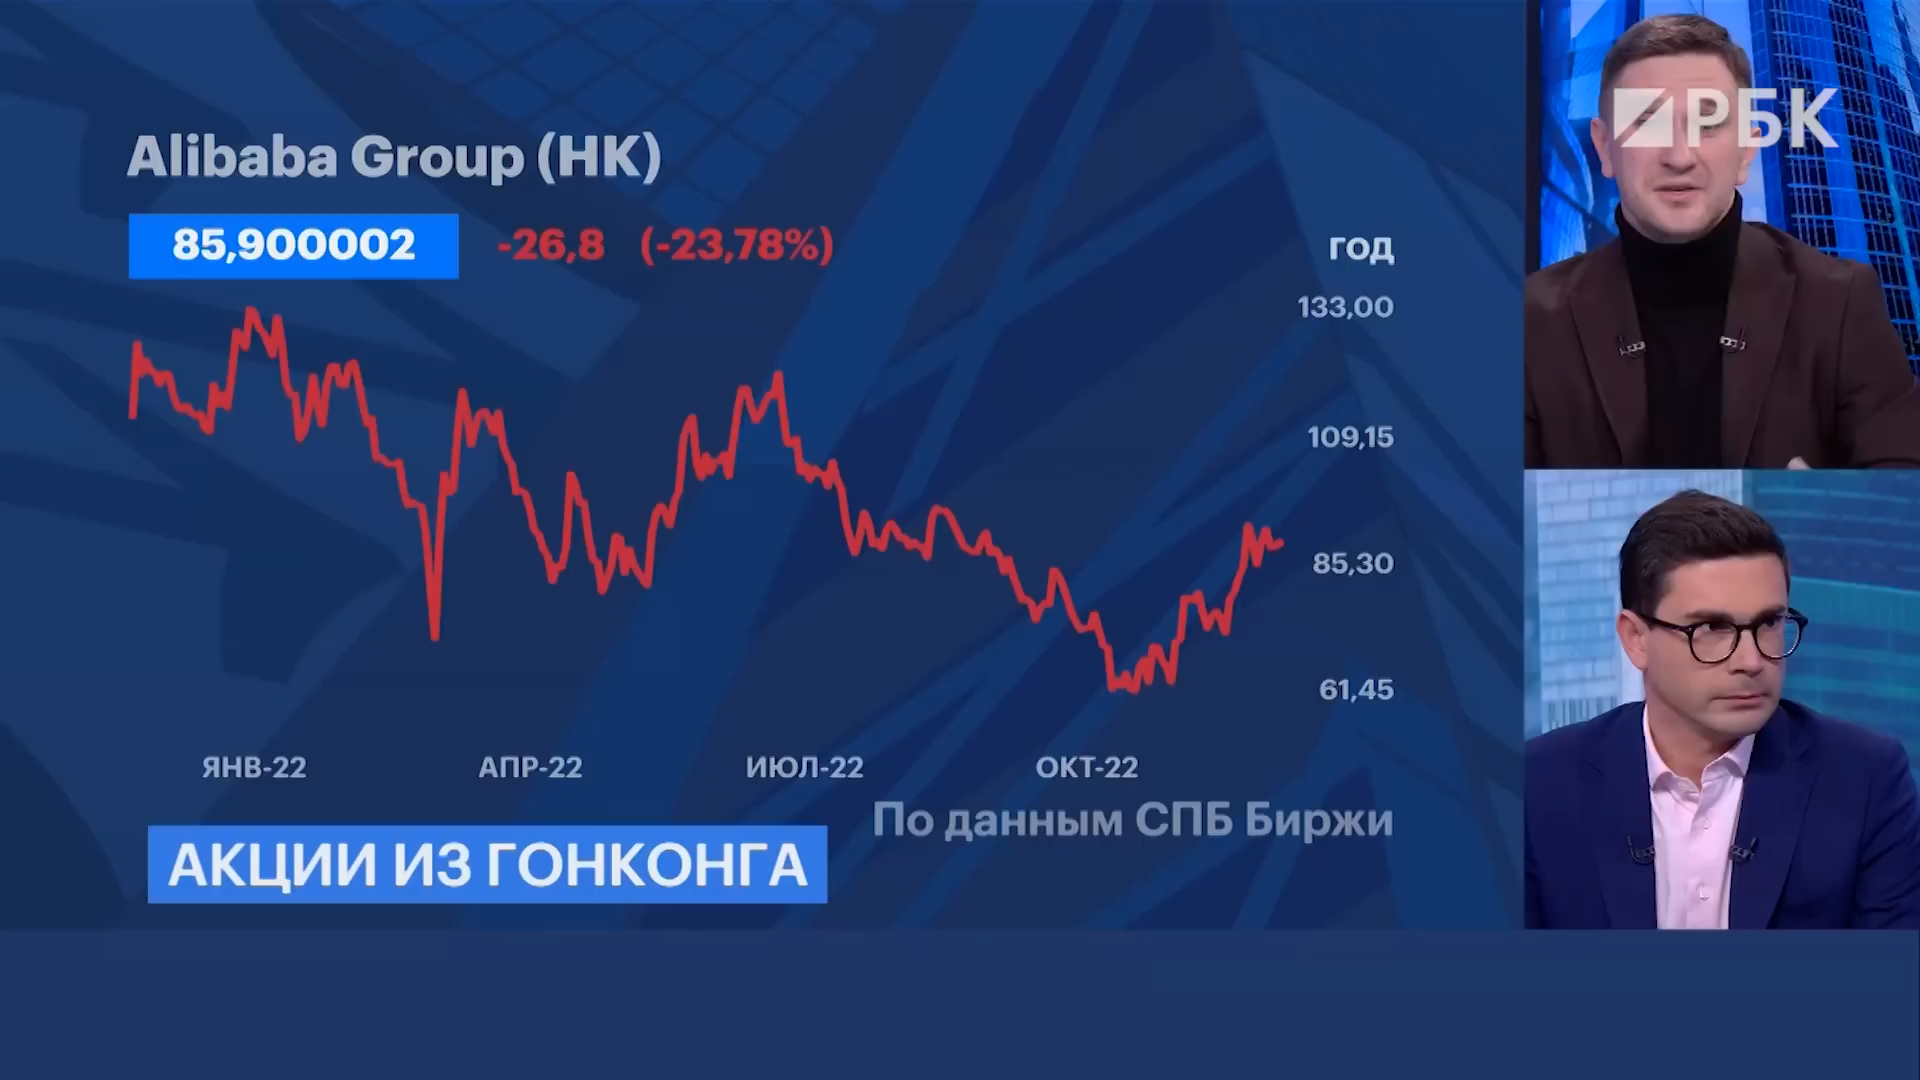 Alibaba Group (HK)
85,900002 -26,8 (-23,78%)
ГОД
133,00
109,15
85,30
61,45
ЯНВ-22 АПР-22 ИЮЛ-22 ОКТ-22
По данным СПБ Биржи
АКЦИИ ИЗ ГОНКОНГА
РБК